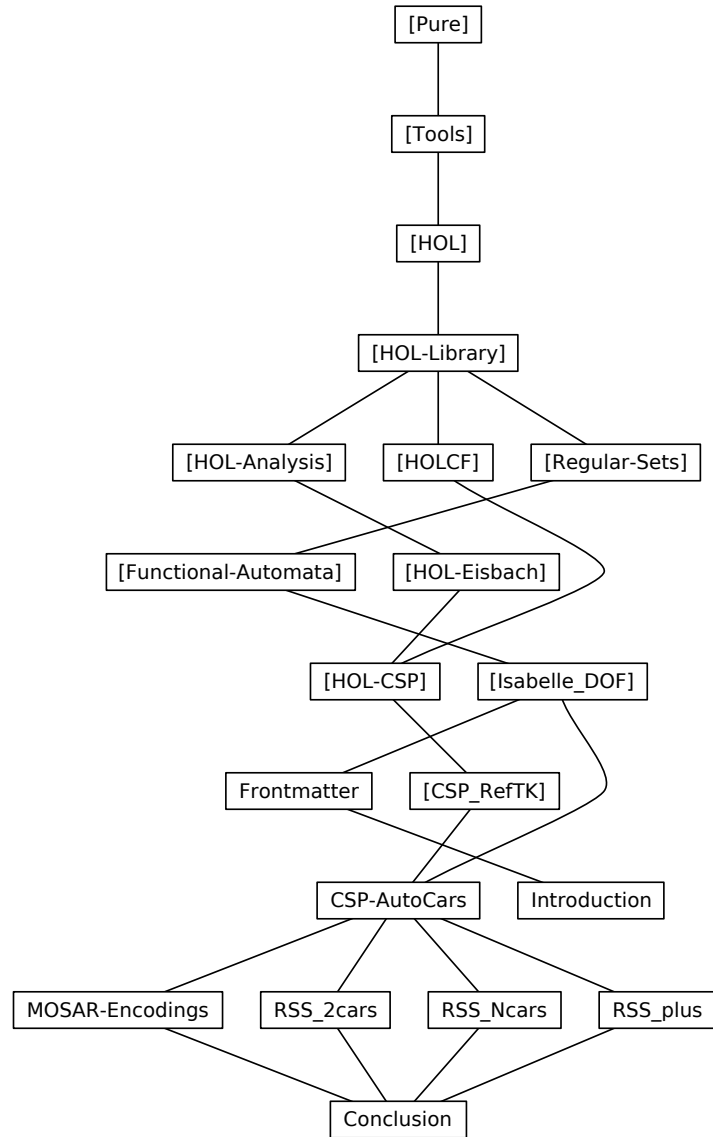 [Pure]
[Tools]
[HOL]
[HOL-Library]
[HOL-Analysis]
[HOLCF]
[Regular-Sets]
[Functional-Automata]
[HOL-Eisbach]
[HOL-CSP]
[Isabelle_DOF]
Frontmatter
[CSP_RefTK]
CSP-AutoCars
Introduction
MOSAR-Encodings
RSS_2cars
RSS_Ncars
RSS_plus
Conclusion